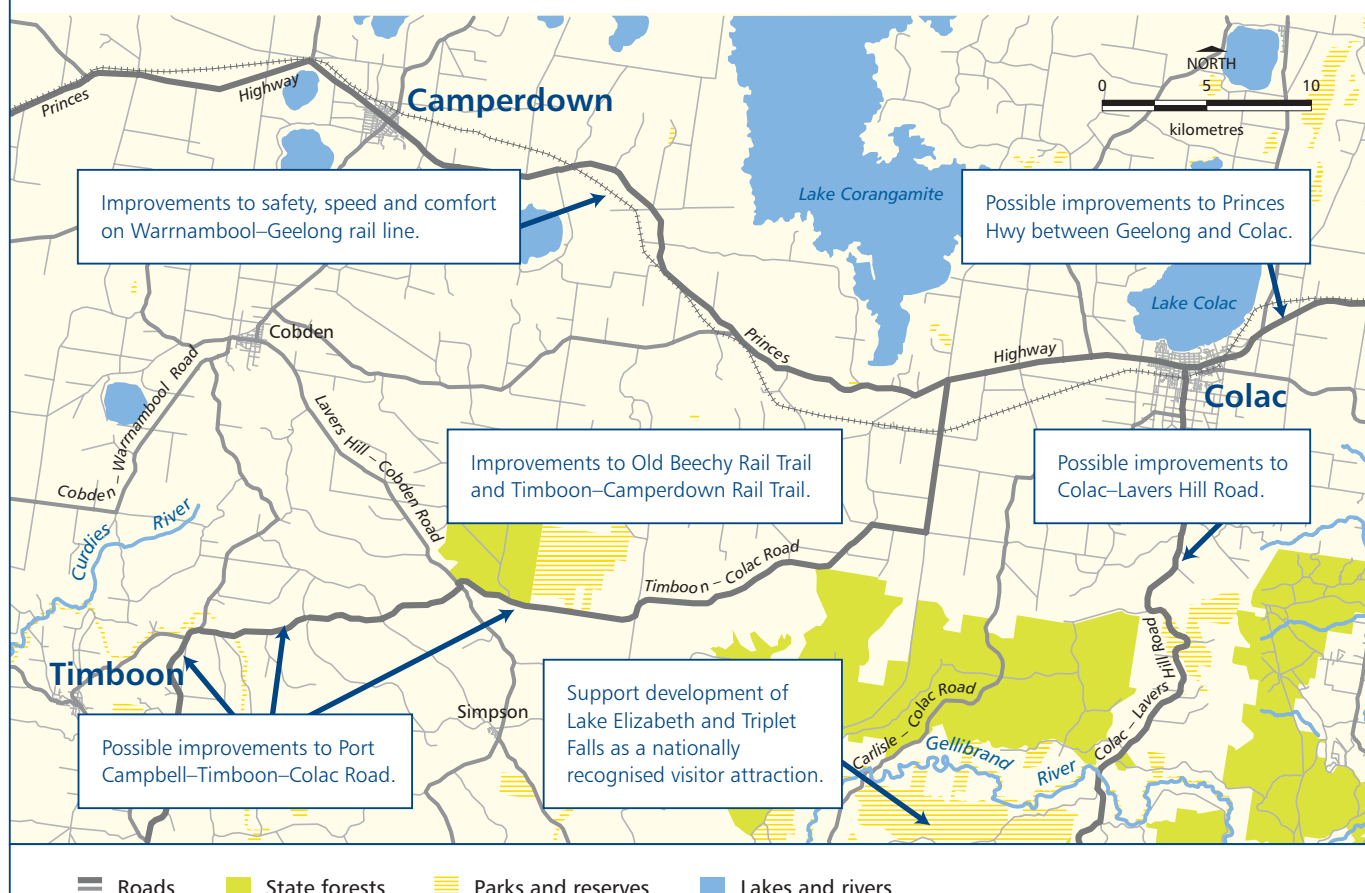 NORTH
0 5 10
kilometres
Princes
Highway
Camperdown
Lake Corangamite
Improvements to safety, speed and comfort
on Warrnambool–Geelong rail line.
Possible improvements to Princes
Hwy between Geelong and Colac.
Lake Colac
Cobden
Princes
Highway
Colac
Cobden – Warrnambool Road
Lavers Hill – Cobden Road
Improvements to Old Beechy Rail Trail
and Timboon–Camperdown Rail Trail.
Possible improvements to
Colac–Lavers Hill Road.
Curdies River
Timboon – Colac Road
Timboon
Simpson
Possible improvements to Port
Campbell–Timboon–Colac Road.
Support development of
Lake Elizabeth and Triplet
Falls as a nationally
recognised visitor attraction.
Carlisle – Colac Road
Gellibrand River
Colac – Lavers Hill Road
Roads
State forests
Parks and reserves
Lakes and rivers